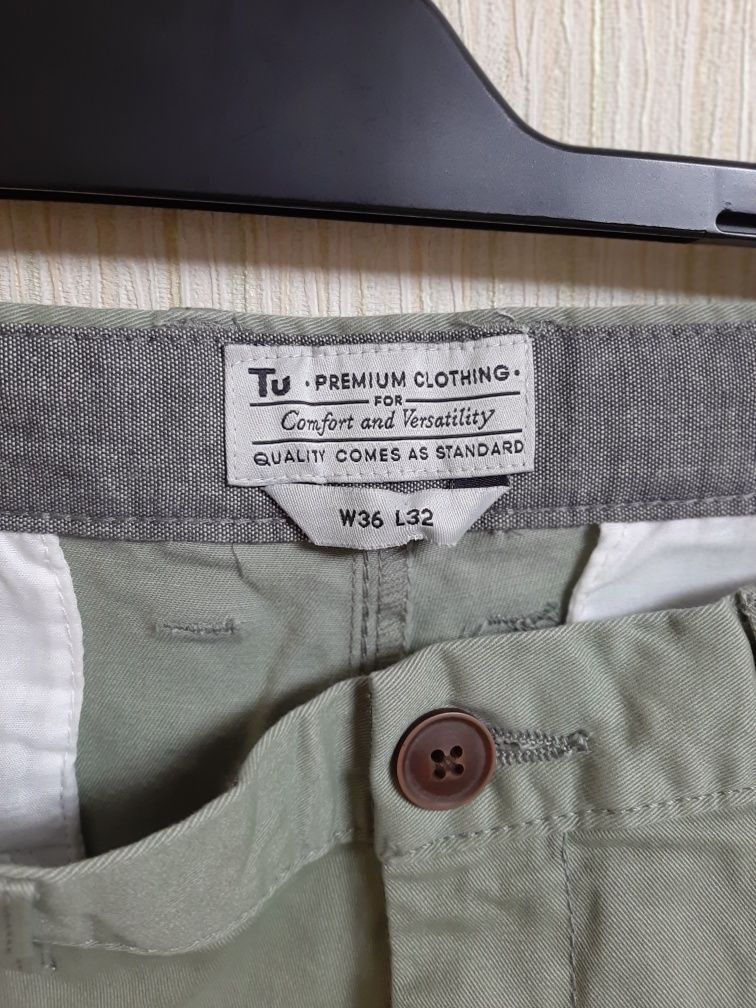 Tu • PREMIUM CLOTHING •
FOR
Comfort and Versatility
QUALITY COMES AS STANDARD
W36 L32